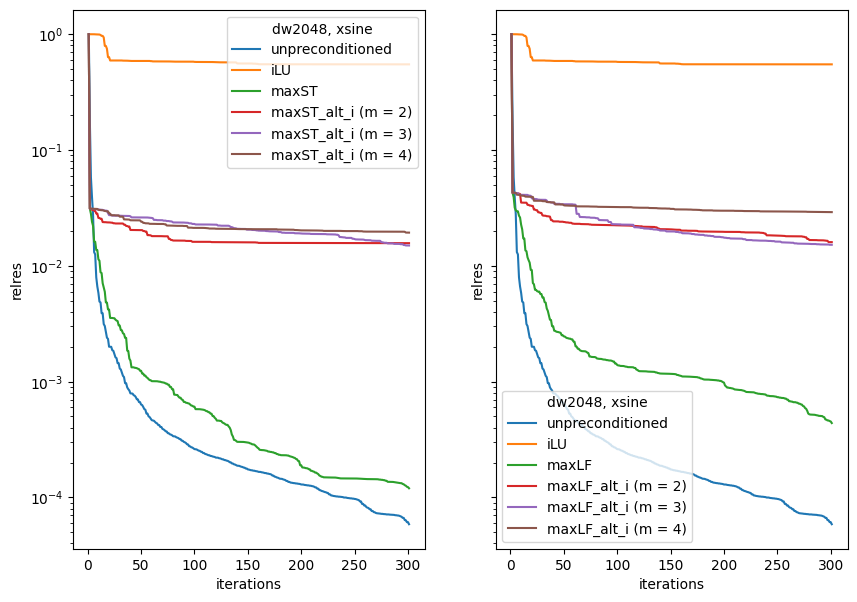 dw2048, xsine
unpreconditioned
iLU
maxST
maxST_alt_i (m = 2)
maxST_alt_i (m = 3)
maxST_alt_i (m = 4)
10⁰
10⁻¹
10⁻²
10⁻³
10⁻⁴
relres
0 50 100 150 200 250 300
iterations
relres
dw2048, xsine
unpreconditioned
iLU
maxLF
maxLF_alt_i (m = 2)
maxLF_alt_i (m = 3)
maxLF_alt_i (m = 4)
0 50 100 150 200 250 300
iterations